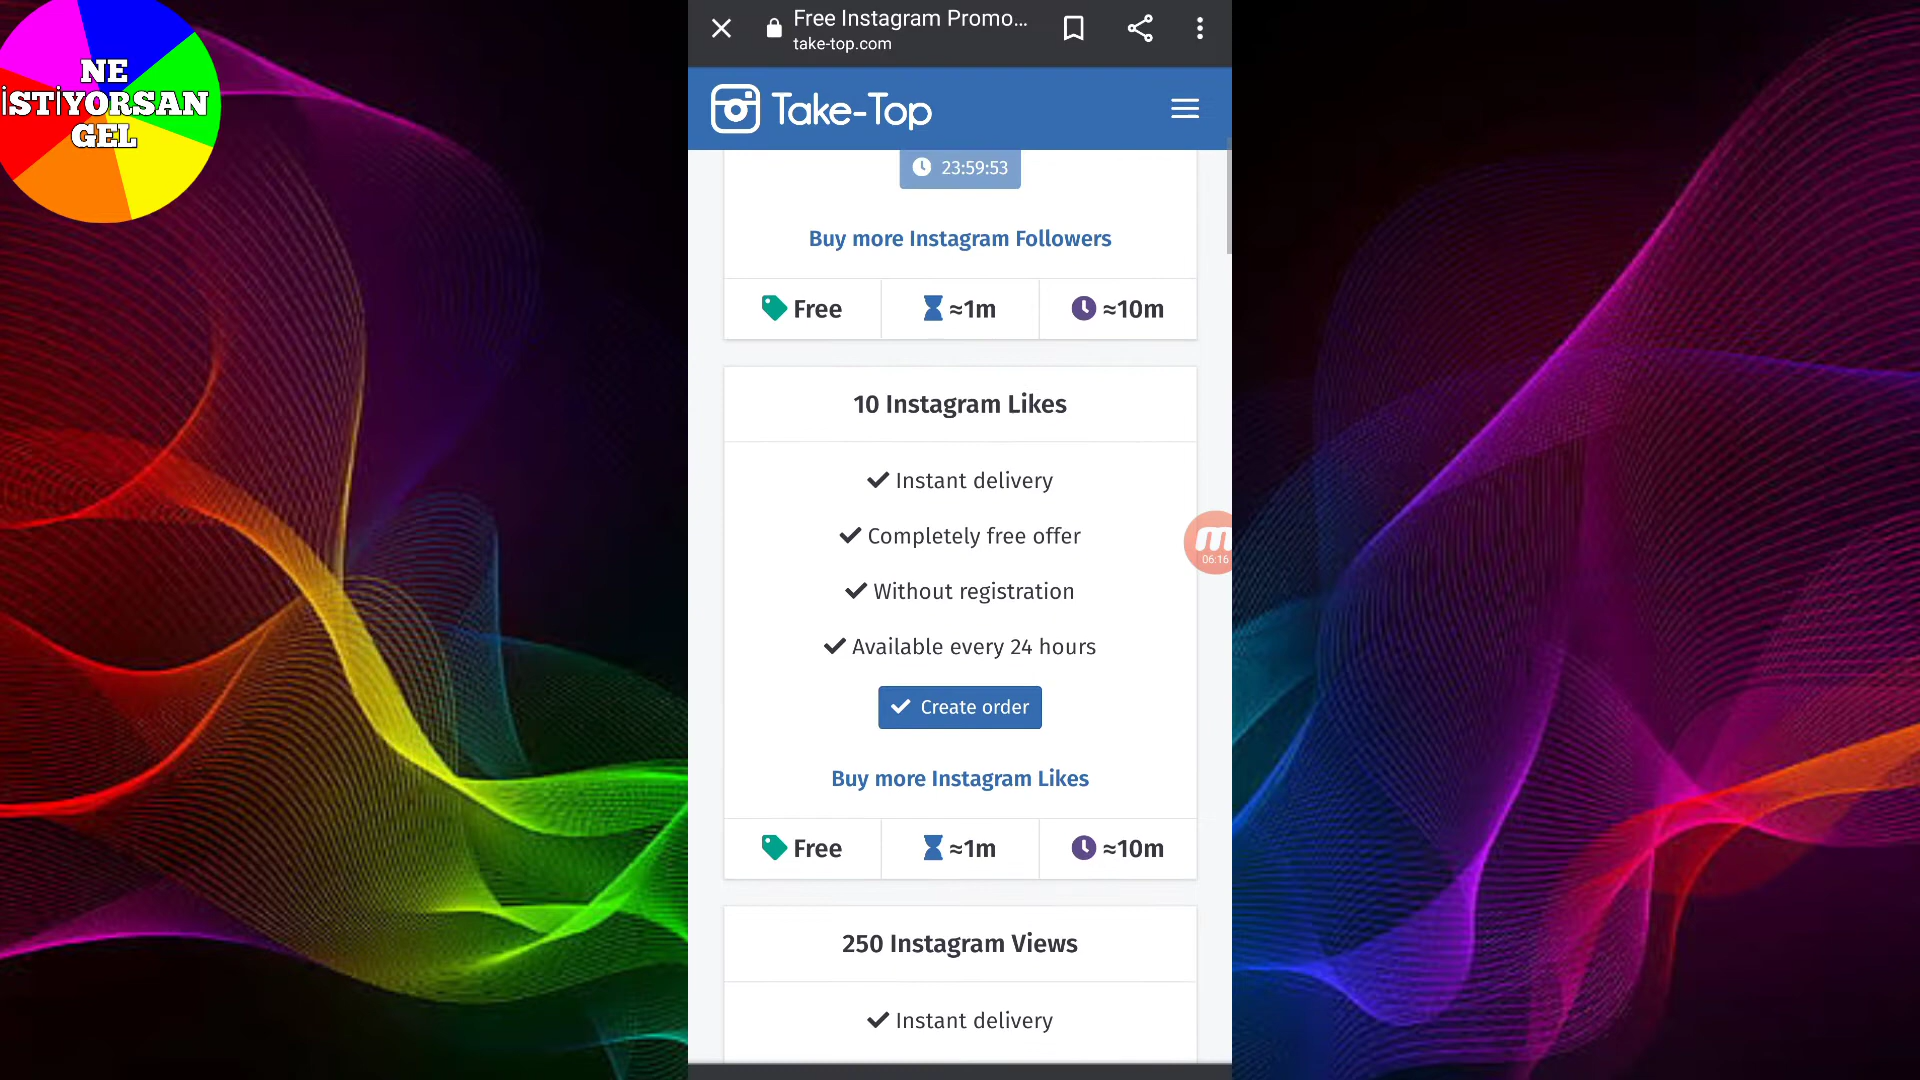 NE
İSTİYORSAN
GEL
Free Instagram Promo...
take-top.com
Take-Top
23:59:53
Buy more Instagram Followers
Free ≈1m ≈10m
10 Instagram Likes
Instant delivery
Completely free offer
Without registration
Available every 24 hours
Create order
Buy more Instagram Likes
Free ≈1m ≈10m
250 Instagram Views
Instant delivery
06:16